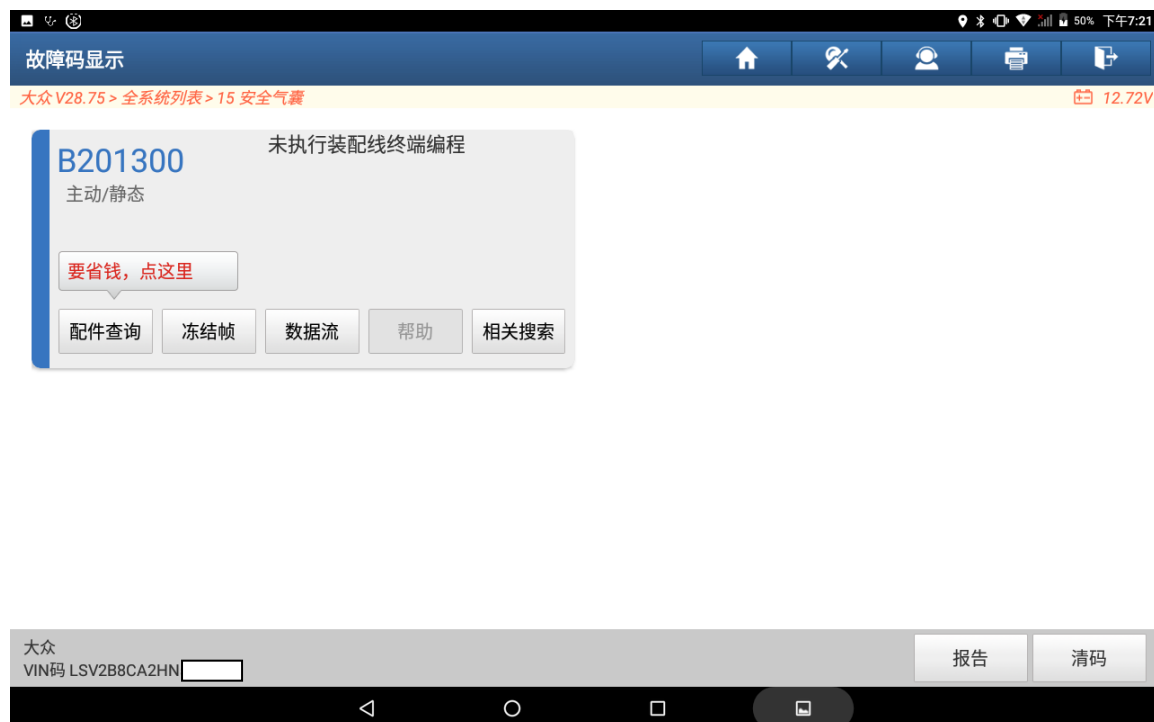 50% 下午7:21
故障码显示
大众 V28.75 > 全系统列表 > 15 安全气囊 12.72V
B201300 未执行装配线终端编程
主动/静态
要省钱，点这里
配件查询 冻结帧 数据流 帮助 相关搜索
大众
VIN码 LSV2B8CA2HN
报告 清码